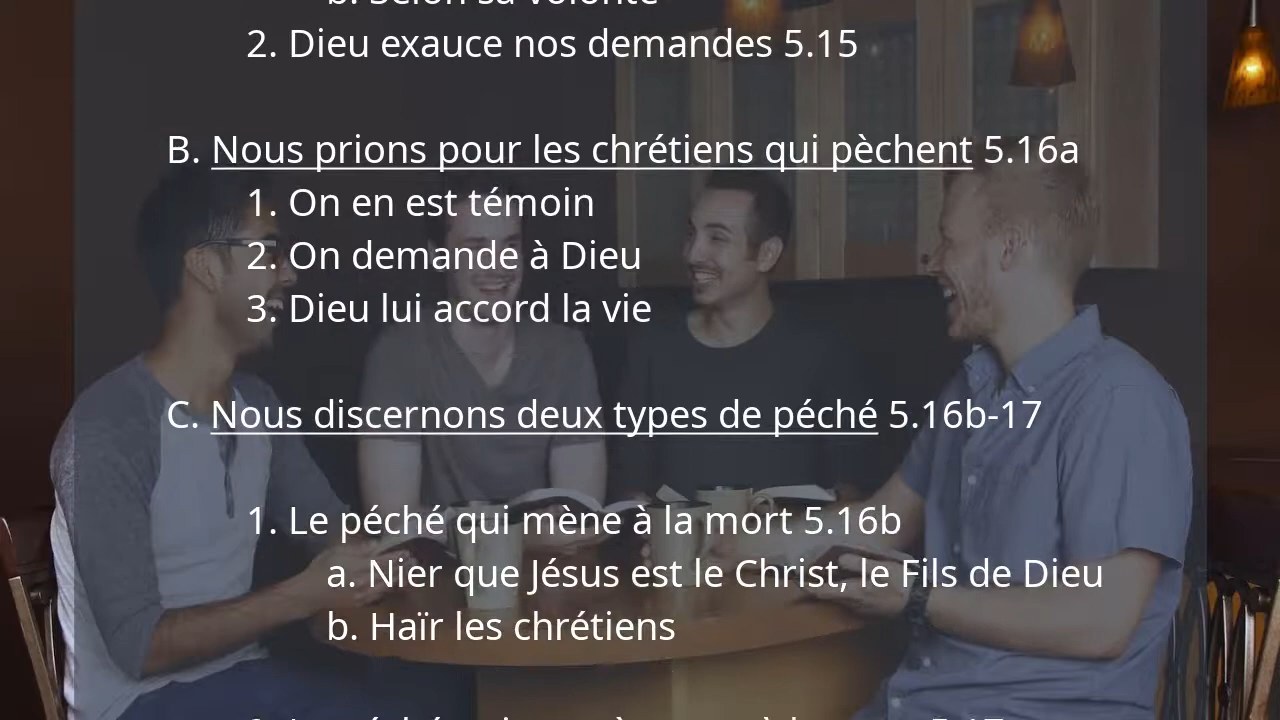 b. Selon sa volonté
2. Dieu exauce nos demandes 5.15
B. Nous prions pour les chrétiens qui pèchent 5.16a
1. On en est témoin
2. On demande à Dieu
3. Dieu lui accord la vie
C. Nous discernons deux types de péché 5.16b-17
1. Le péché qui mène à la mort 5.16b
a. Nier que Jésus est le Christ, le Fils de Dieu
b. Haïr les chrétiens